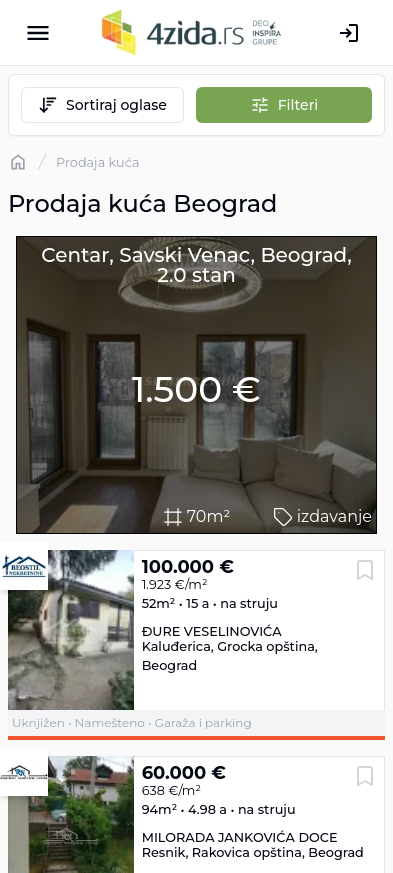 4zida.rs
DEO
INSPIRA
GRUPE
Sortiraj oglase
Filteri
Prodaja kuća
Prodaja kuća Beograd
Centar, Savski Venac, Beograd,
2.0 stan
1.500 €
70m²
izdavanje
BEOSTIL
NEKRETNINE
100.000 €
1.923 €/m²
52m² • 15 a • na struju
ĐURE VESELINOVIĆA
Kaluđerica, Grocka opština,
Beograd
Uknjižen • Namešteno • Garaža i parking
60.000 €
638 €/m²
94m² • 4.98 a • na struju
MILORADA JANKOVIĆA DOCE
Resnik, Rakovica opština, Beograd